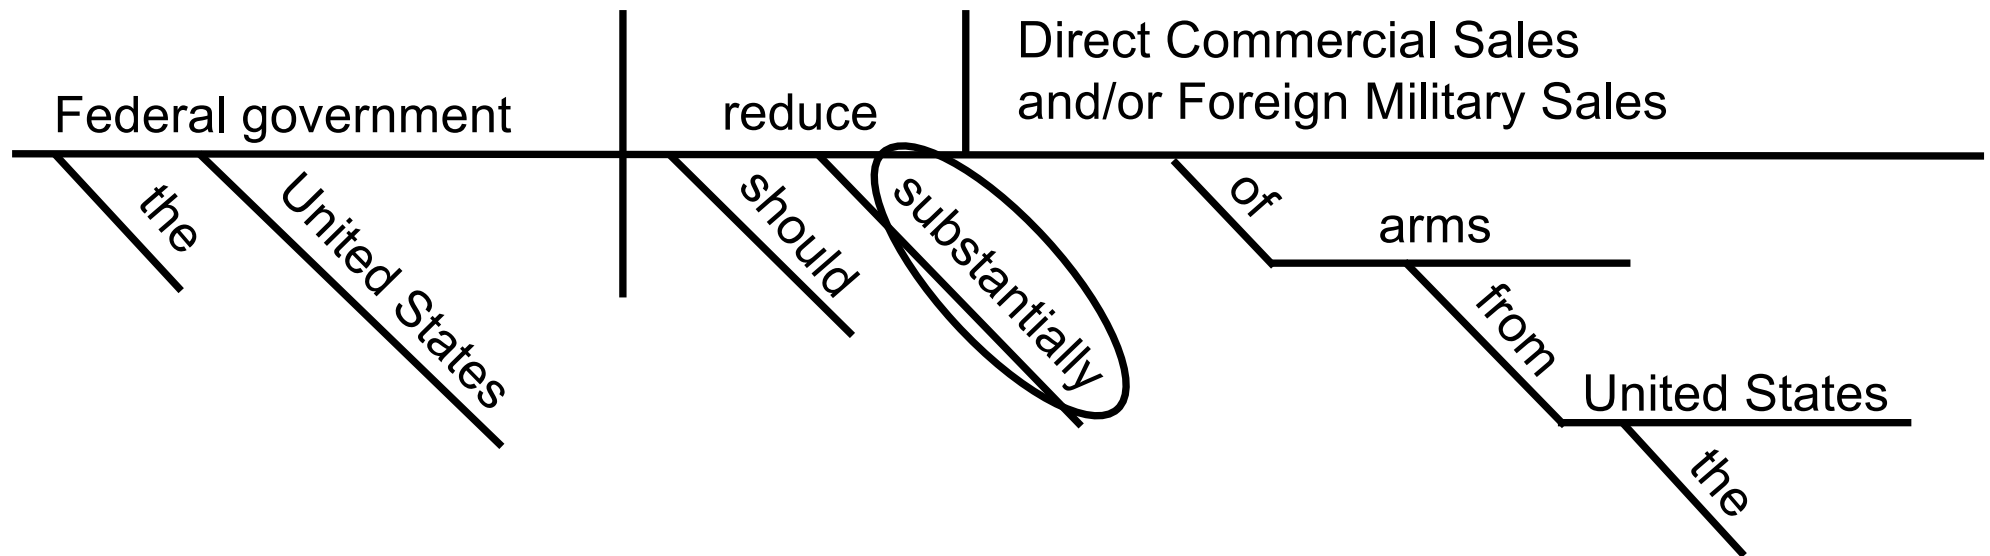 Federal government
reduce
Direct Commercial Sales
and/or Foreign Military Sales
the
United States
should
substantially
of
arms
from
United States
the